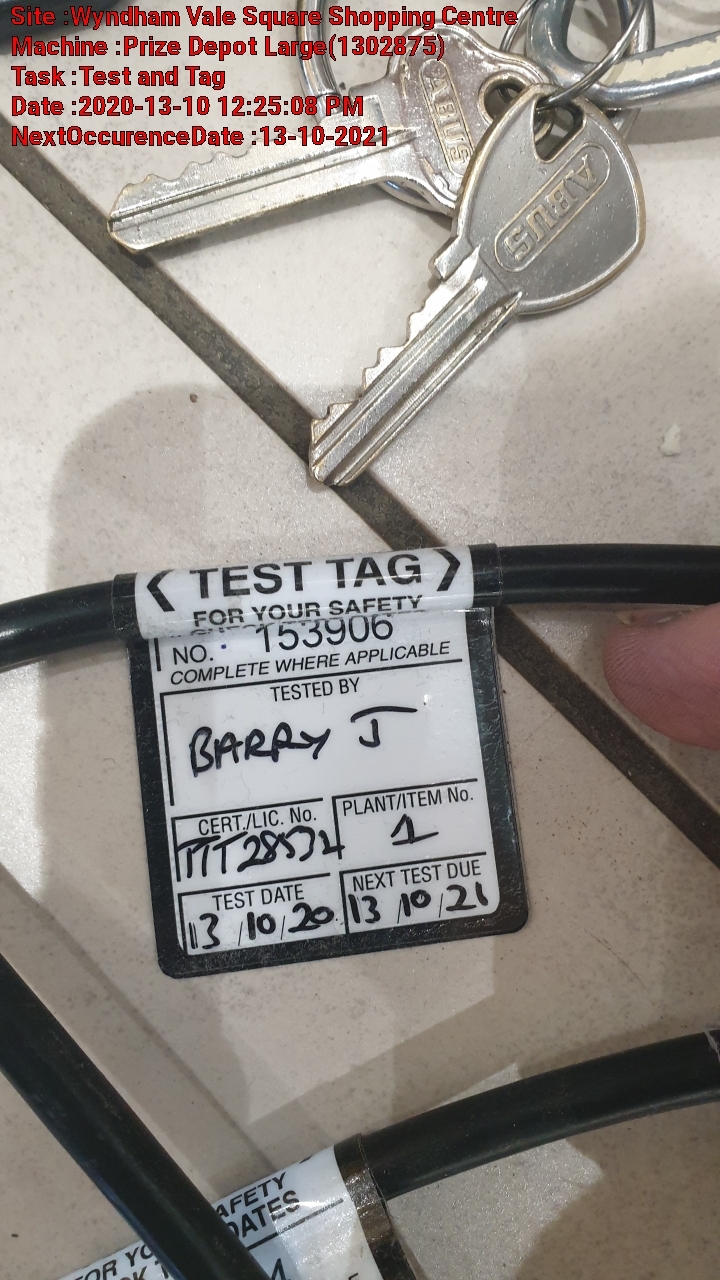 Site :Wyndham Vale Square Shopping Centre
Machine :Prize Depot Large(1302875)
Task :Test and Tag
Date :2020-13-10 12:25:08 PM
NextOccurenceDate :13-10-2021
ABUS
ABUS
< TEST TAG >
FOR YOUR SAFETY
NO. 153906
COMPLETE WHERE APPLICABLE
TESTED BY
BARRY J
CERT./LIC. No.
PLANT/ITEM No.
1
TEST DATE
NEXT TEST DUE
13/10/20
13/10/21
AFETY
DATES
FOR YO